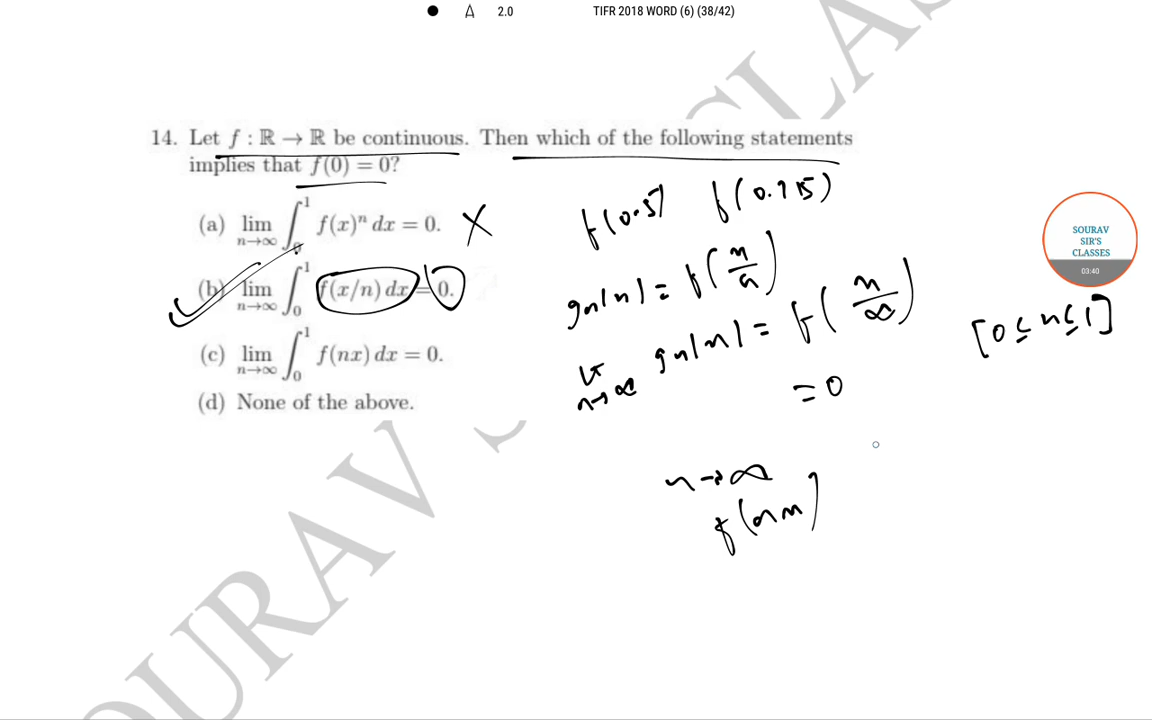 A 2.0 TIFR 2018 WORD (6) (38/42)
14. Let f : ℝ → ℝ be continuous. Then which of the following statements
implies that f(0) = 0?
(a) lim_{n→∞} ∫_0^1 f(x)^n dx = 0. X
f(0.5) f(0.915)
(b) lim_{n→∞} ∫_0^1 f(x/n) dx = 0.
gn(x) = f(x/n)
lt n→∞ gn(x) = f(x/∞) [0 ≤ x ≤ 1]
= 0
(c) lim_{n→∞} ∫_0^1 f(nx) dx = 0.
(d) None of the above.
n→∞
f(nx)
SOURAV
SIR'S
CLASSES
03:40
OURAV
CLAS